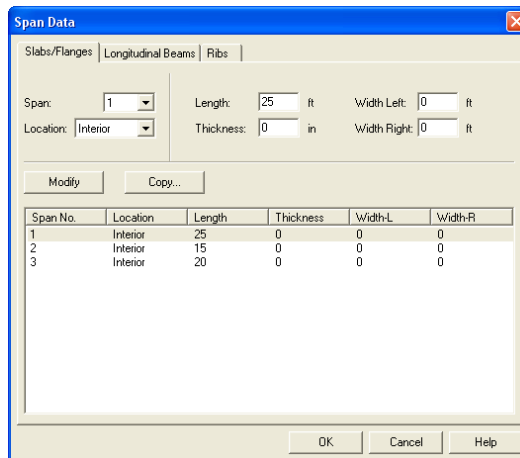 Span Data
Slabs/Flanges Longitudinal Beams Ribs
Span: 1 Length: 25 ft Width Left: 0 ft
Location: Interior Thickness: 0 in Width Right: 0 ft
Modify Copy...
Span No. Location Length Thickness Width-L Width-R
1 Interior 25 0 0 0
2 Interior 15 0 0 0
3 Interior 20 0 0 0
OK Cancel Help